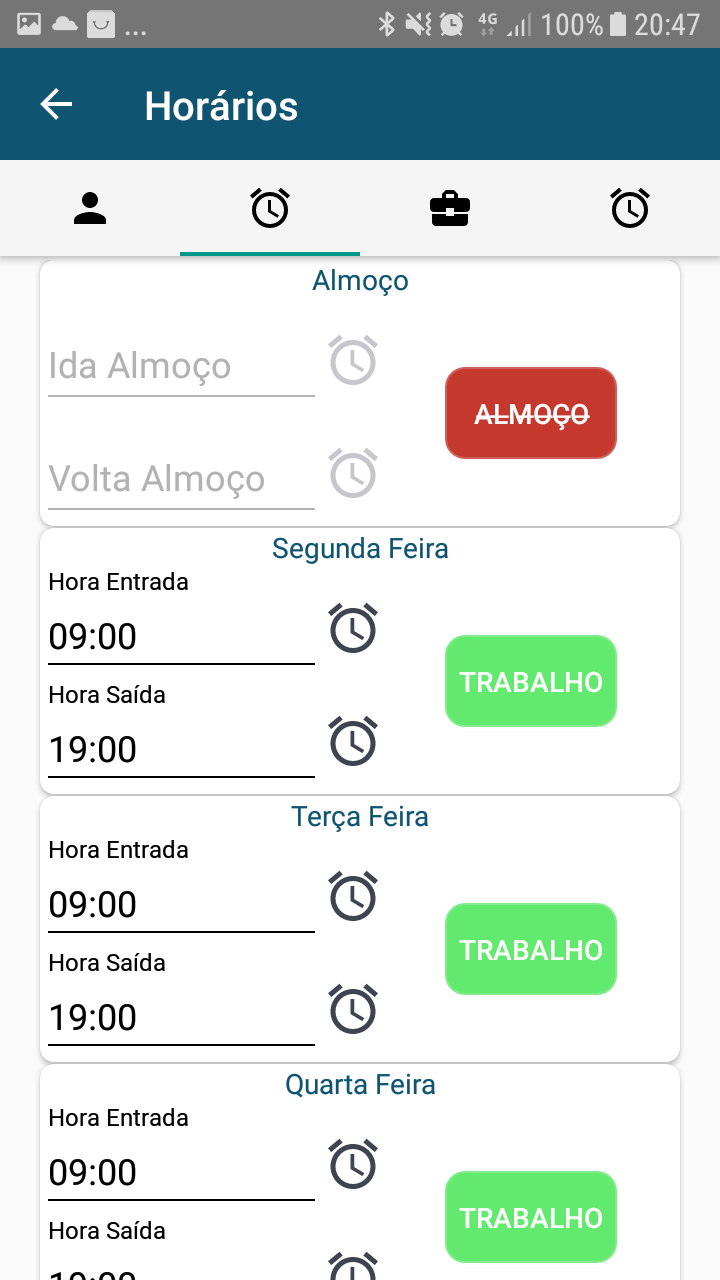 ... 4G 100% 20:47
Horários
Almoço
Ida Almoço
ALMOÇO
Volta Almoço
Segunda Feira
Hora Entrada
09:00
TRABALHO
Hora Saída
19:00
Terça Feira
Hora Entrada
09:00
TRABALHO
Hora Saída
19:00
Quarta Feira
Hora Entrada
09:00
TRABALHO
Hora Saída